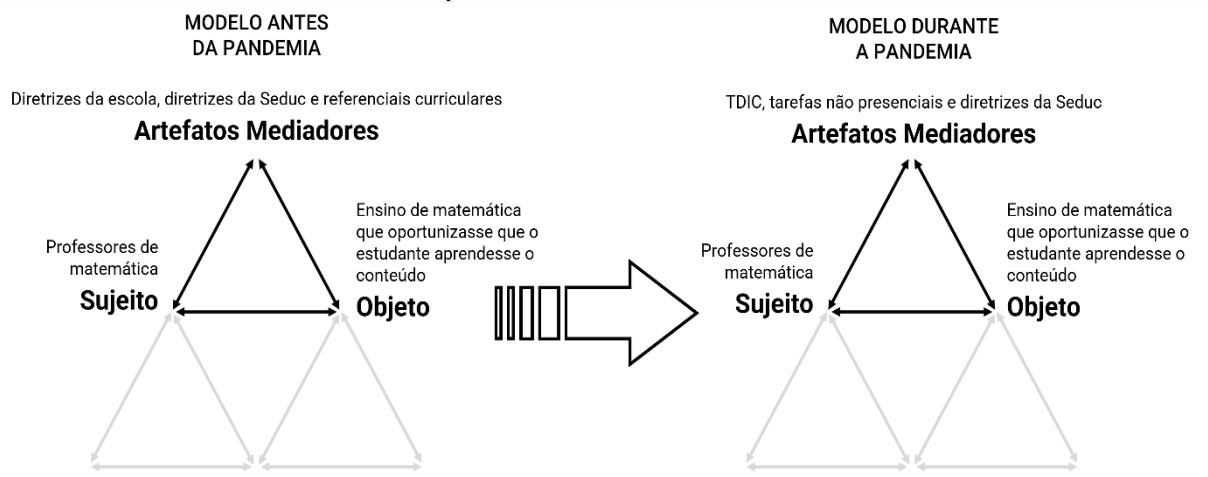 MODELO ANTES
DA PANDEMIA
Diretrizes da escola, diretrizes da Seduc e referenciais curriculares
Artefatos Mediadores
Ensino de matemática
que oportunizasse que o
estudante aprendesse o
conteúdo
Objeto
Professores de
matemática
Sujeito
MODELO DURANTE
A PANDEMIA
TDIC, tarefas não presenciais e diretrizes da Seduc
Artefatos Mediadores
Ensino de matemática
que oportunizasse que o
estudante aprendesse o
conteúdo
Objeto
Professores de
matemática
Sujeito